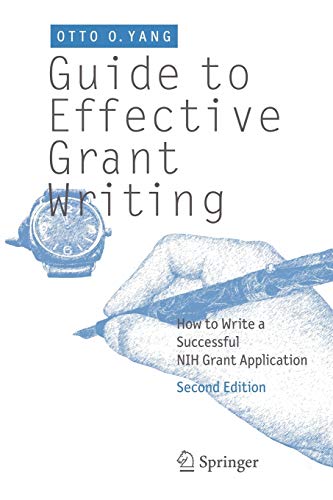 OTTO O. YANG
Guide to
Effective
Grant
Writing
How to Write a
Successful
NIH Grant Application
Second Edition
Springer